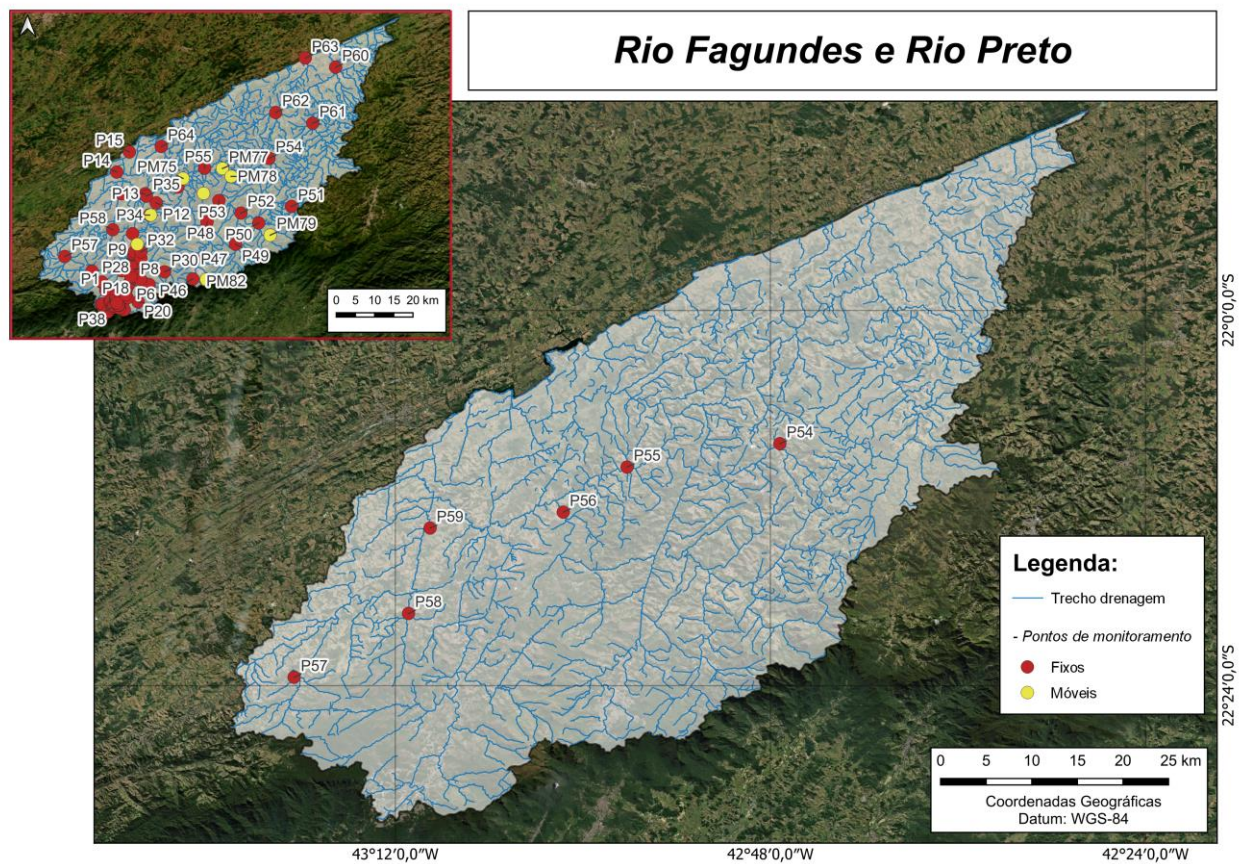 Rio Fagundes e Rio Preto
P63
P60
P62
P61
P15
P64
P54
P14
PM75
P55
PM77
PM78
P13
P35
P51
P58
P34
P12
P53
P52
PM79
P57
P9
P32
P48
P50
P49
P28
P8
P30
P47
P1
P18
P6
P46
PM82
P38
P20
0 5 10 15 20 km
22°0'0,0"S
P54
P55
P56
P59
P58
P57
Legenda:
Trecho drenagem
- Pontos de monitoramento
Fixos
Móveis
22°24'0,0"S
0 5 10 15 20 25 km
Coordenadas Geográficas
Datum: WGS-84
43°12'0,0"W
42°48'0,0"W
42°24'0,0"W